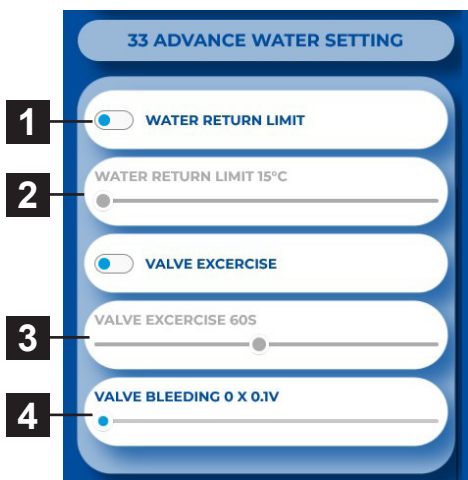 33 ADVANCE WATER SETTING
1
WATER RETURN LIMIT
2
WATER RETURN LIMIT 15°C
VALVE EXCERCISE
3
VALVE EXCERCISE 60S
4
VALVE BLEEDING 0 X 0.1V